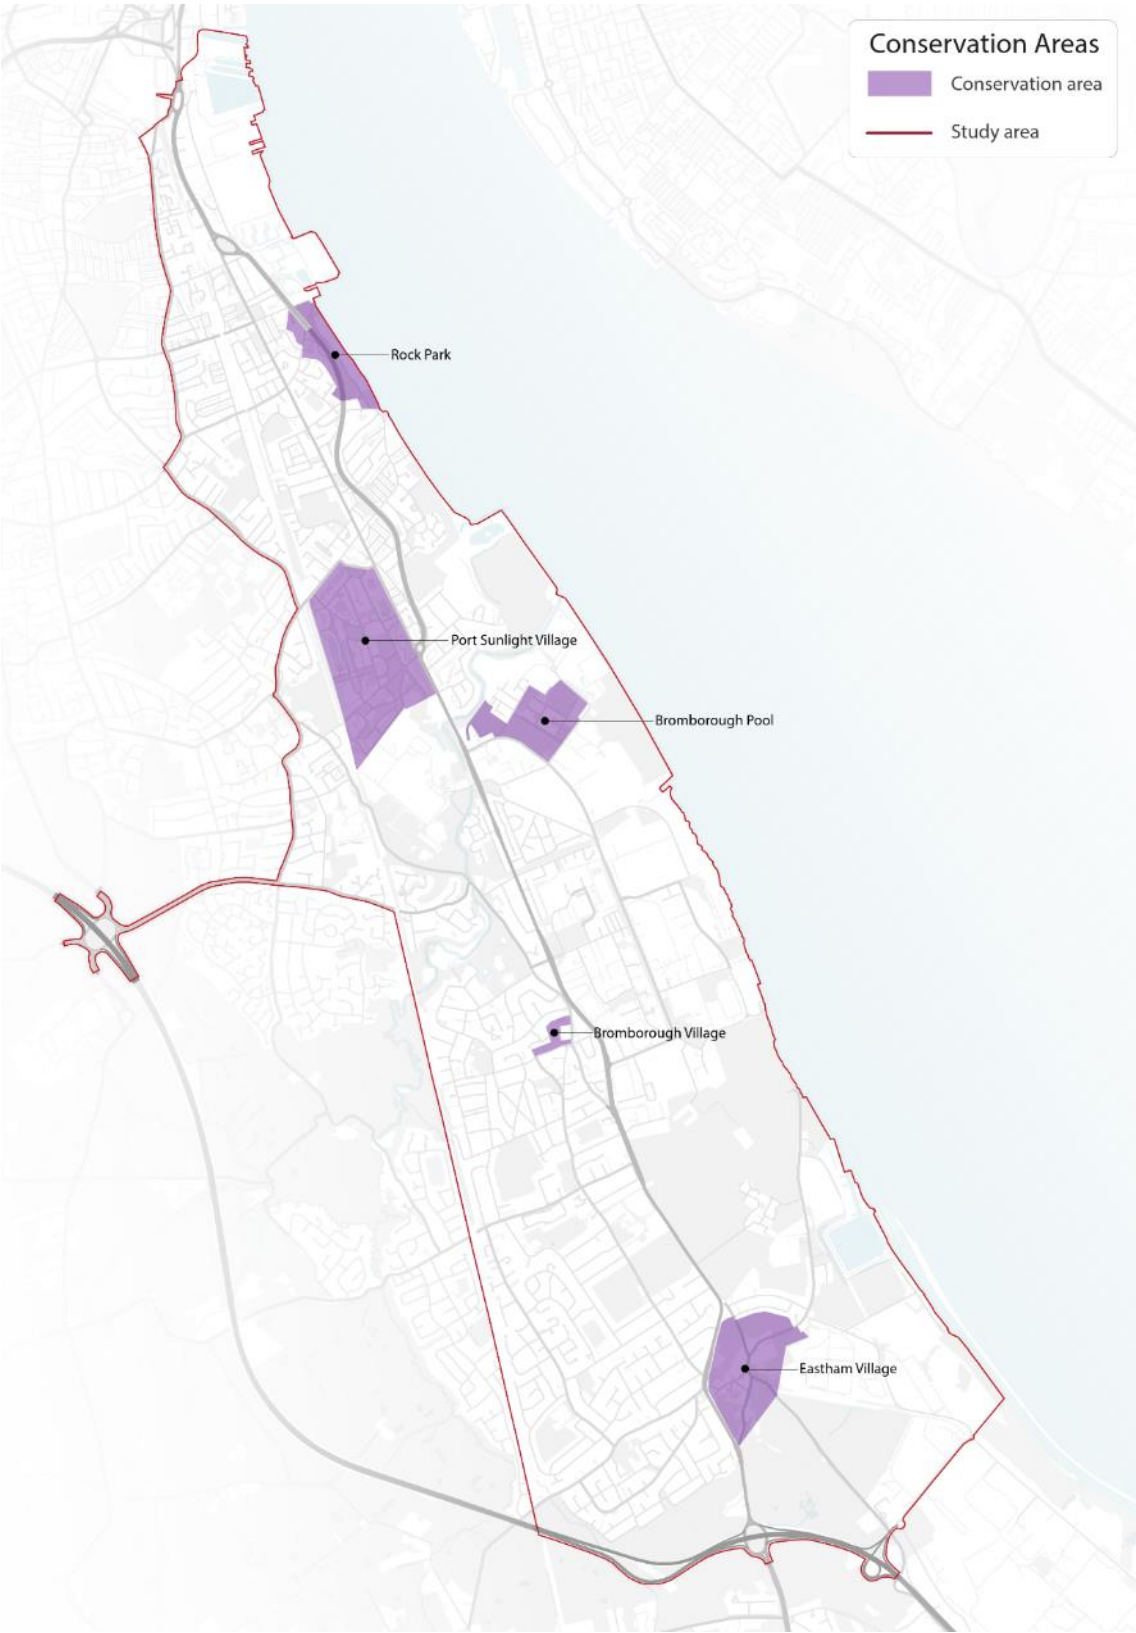 Conservation Areas
Conservation area
Study area
Rock Park
Port Sunlight Village
Bromborough Pool
Bromborough Village
Eastham Village